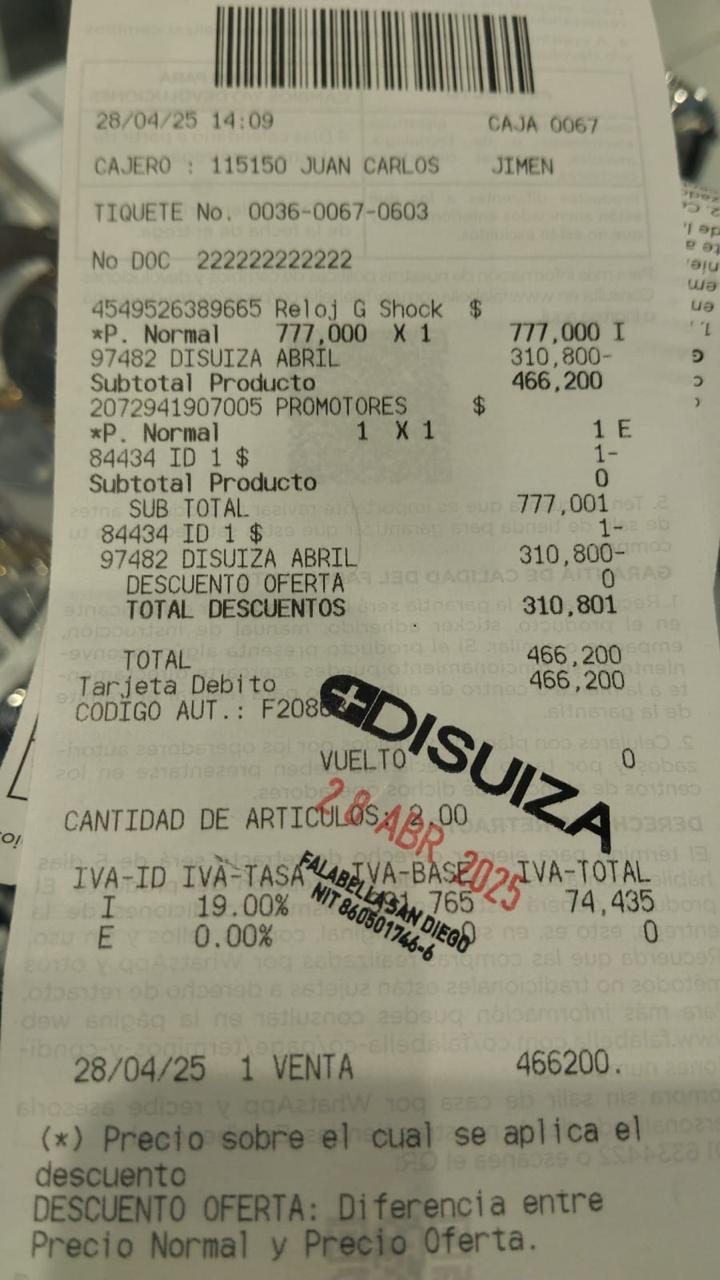 28/04/25 14:09 CAJA 0067
CAJERO : 115150 JUAN CARLOS JIMEN
TIQUETE No. 0036-0067-0603
No DOC 222222222222
4549526389665 Reloj G Shock $
*P. Normal 777,000 X 1 777,000 I
97482 DISUIZA ABRIL 310,800-
Subtotal Producto 466,200
2072941907005 PROMOTORES $
*P. Normal 1 X 1 1 E
84434 ID 1 $ 1-
Subtotal Producto 0
SUB TOTAL 777,001
84434 ID 1 $ 1-
97482 DISUIZA ABRIL 310,800-
DESCUENTO OFERTA 0
TOTAL DESCUENTOS 310,801
TOTAL 466,200
Tarjeta Debito 466,200
CODIGO AUT.:
DISUIZA
VUELTO 0
28 ABR 2025
CANTIDAD DE ARTICULOS: 2.00
FALABELLA SAN DIEGO
NIT 860501746-6
IVA-ID IVA-TASA IVA-BASE IVA-TOTAL
I 19.00% 765 74,435
E 0.00% 0 0
28/04/25 1 VENTA 466200.
(*) Precio sobre el cual se aplica el
descuento
DESCUENTO OFERTA: Diferencia entre
Precio Normal y Precio Oferta.